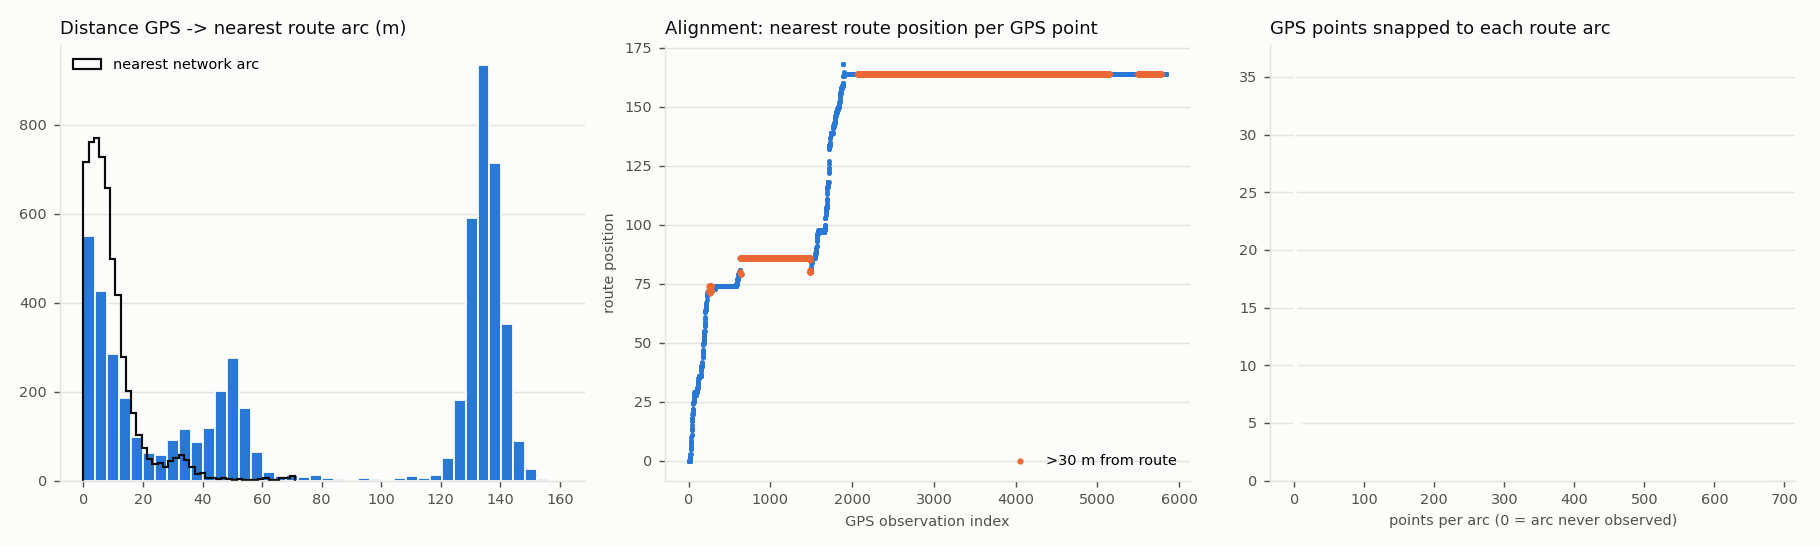 Distance GPS -> nearest route arc (m)
nearest network arc
800
600
400
200
0
0 20 40 60 80 100 120 140 160
Alignment: nearest route position per GPS point
route position
175
150
125
100
75
50
25
0
>30 m from route
0 1000 2000 3000 4000 5000 6000
GPS observation index
GPS points snapped to each route arc
35
30
25
20
15
10
5
0
0 100 200 300 400 500 600 700
points per arc (0 = arc never observed)